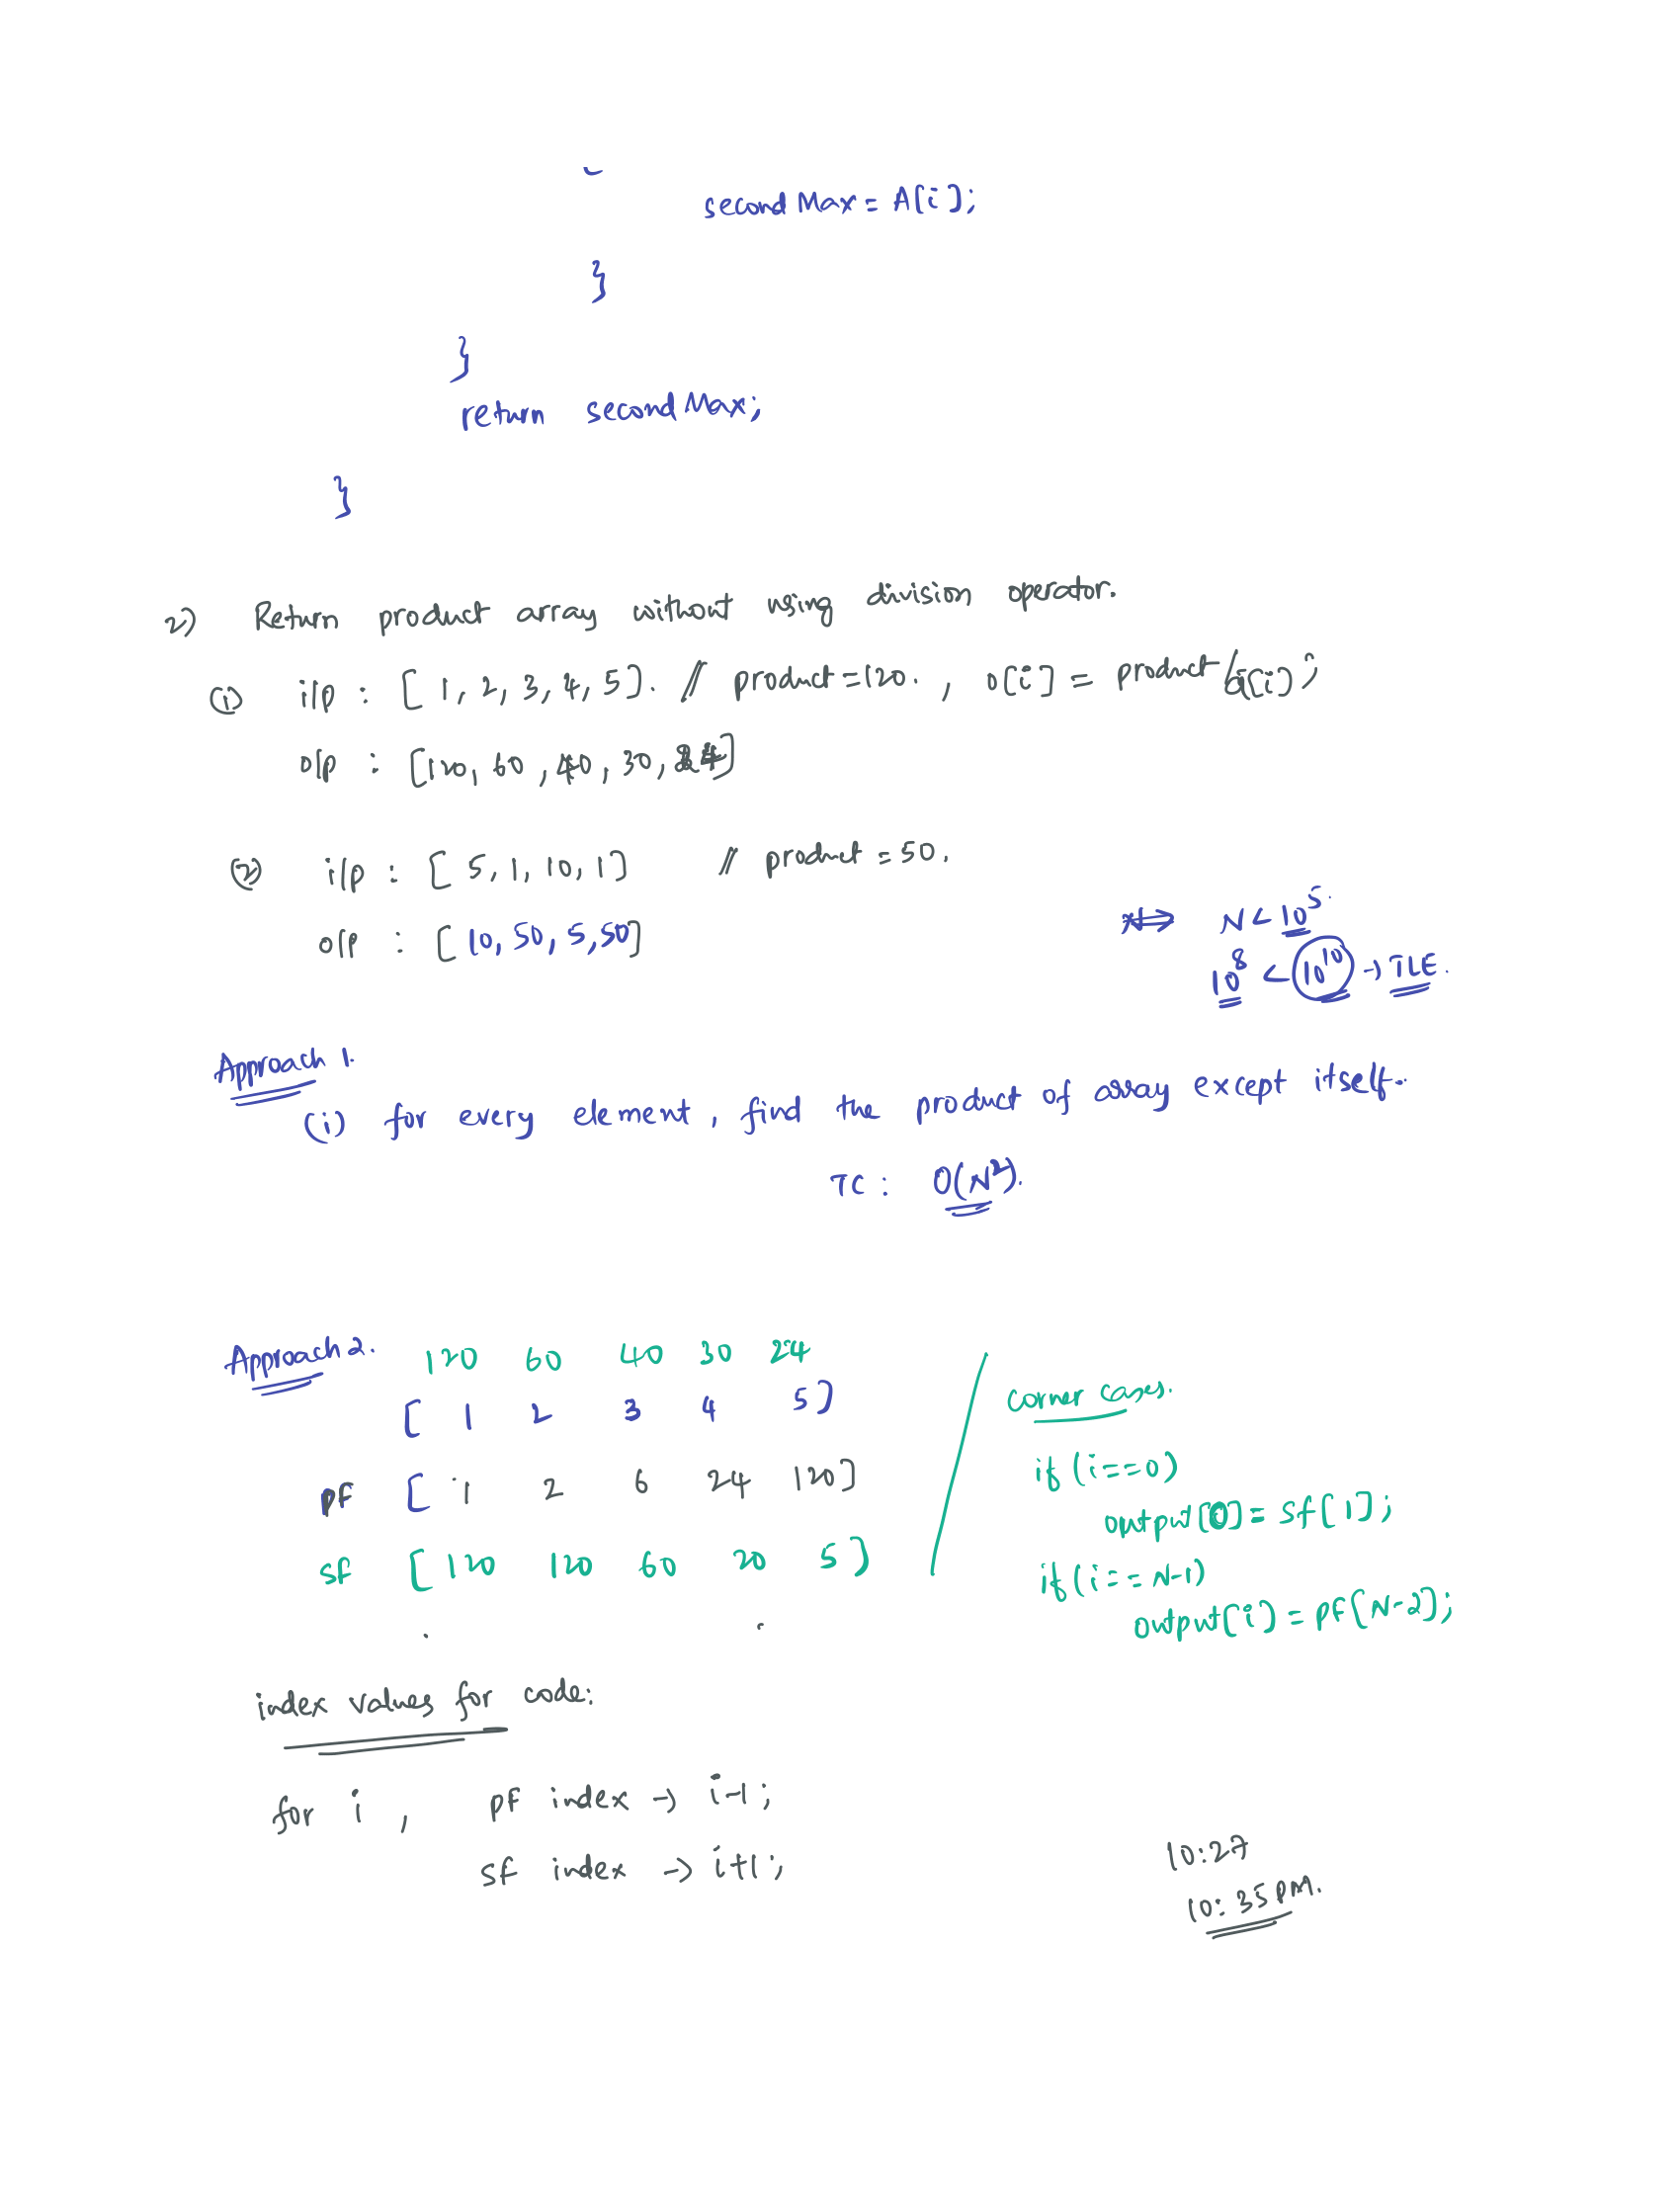 secondMax = A[i];
}
}
return secondMax;
}
2) Return product array without using division operator.
(1) i/p : [ 1, 2, 3, 4, 5 ]. // product = 120. , o[i] = product/a[i];
o/p : [120, 60, 40, 30, 24]
(2) i/p : [ 5, 1, 10, 1 ] // product = 50.
o/p : [ 10, 50, 5, 50 ]
N < 10^5.
10^8 < 10^10 → TLE.
Approach 1.
(i) for every element, find the product of array except itself.
TC : O(N^2).
Approach 2. 120 60 40 30 24
[ 1 2 3 4 5 ]
pf [ 1 2 6 24 120 ]
sf [ 120 120 60 20 5 ]
corner cases.
if (i==0)
output[0] = sf[1];
if (i == N-1)
output[i] = pf[N-2];
index values for code:
for i , pf index → i-1;
sf index → i+1;
10:27
10:35 PM.